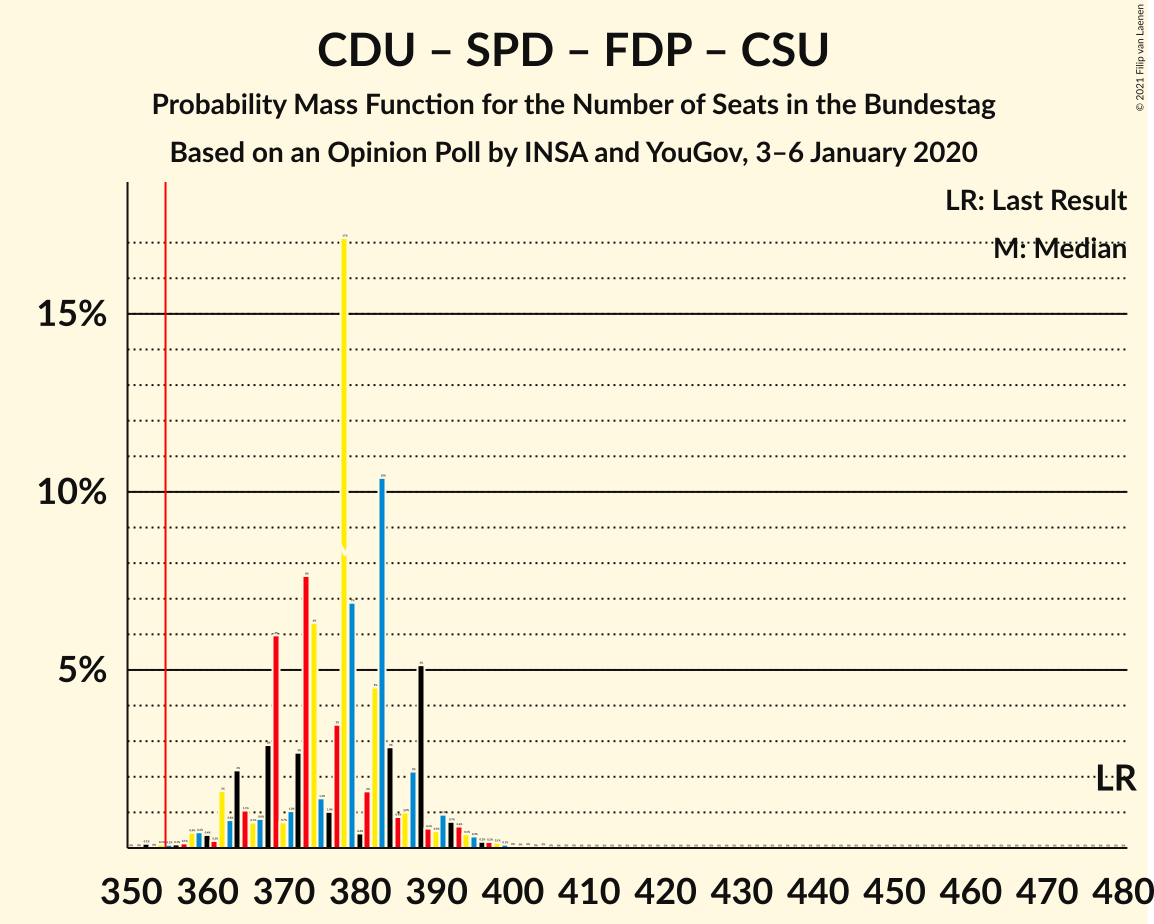 CDU – SPD – FDP – CSU
Probability Mass Function for the Number of Seats in the Bundestag
Based on an Opinion Poll by INSA and YouGov, 3–6 January 2020
© 2021 Filip van Laenen
LR: Last Result
M: Median
15%
10%
5%
LR
350 360 370 380 390 400 410 420 430 440 450 460 470 480